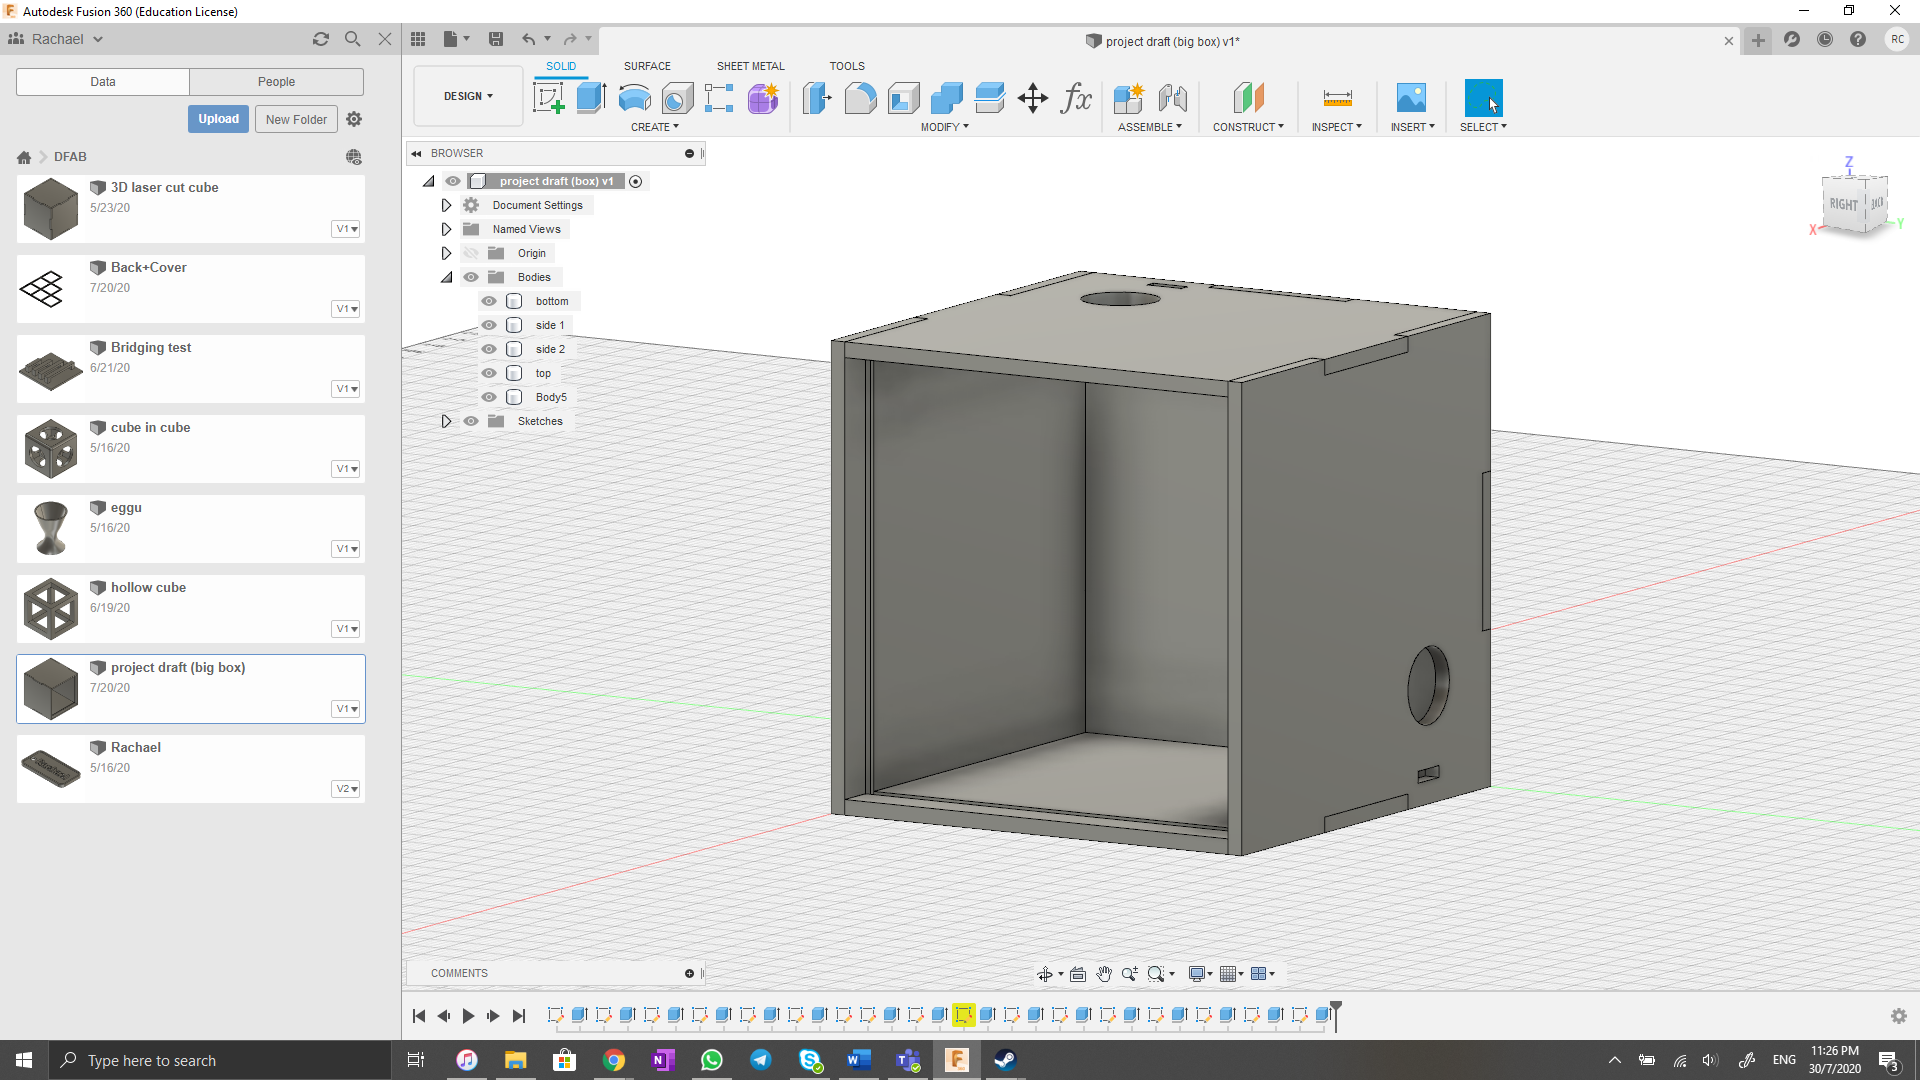 Autodesk Fusion 360 (Education License)
Rachael
project draft (big box) v1*
RC
Data
People
SOLID
SURFACE
SHEET METAL
TOOLS
DESIGN
Upload
New Folder
CREATE
MODIFY
ASSEMBLE
CONSTRUCT
INSPECT
INSERT
SELECT
DFAB
BROWSER
3D laser cut cube
5/23/20
V1
Back+Cover
7/20/20
V1
Bridging test
6/21/20
V1
cube in cube
5/16/20
V1
eggu
5/16/20
V1
hollow cube
6/19/20
V1
project draft (big box)
7/20/20
V1
Rachael
5/16/20
V2
project draft (box) v1
Document Settings
Named Views
Origin
Bodies
bottom
side 1
side 2
top
Body5
Sketches
Z
RIGHT
BACK
X
Y
COMMENTS
Type here to search
ENG
11:26 PM
30/7/2020
3